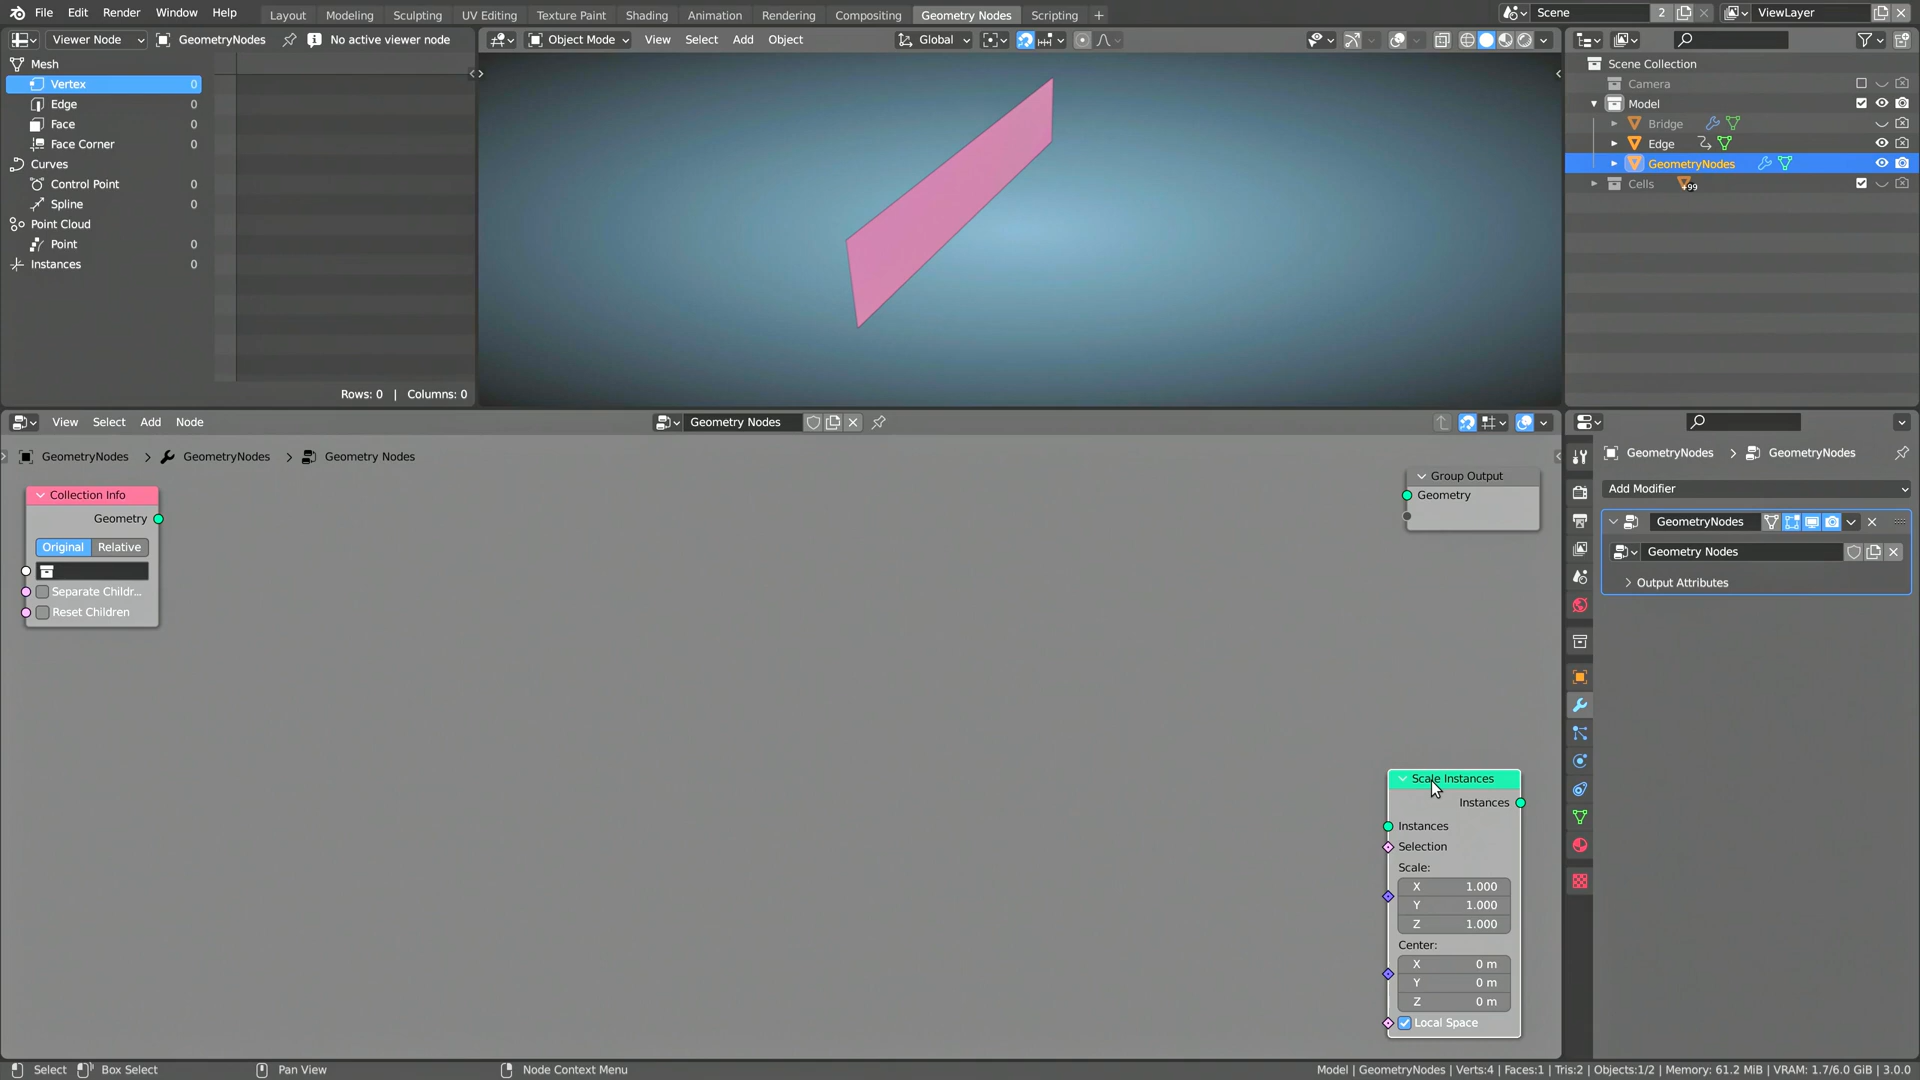 File Edit Render Window Help Layout Modeling Sculpting UV Editing Texture Paint Shading Animation Rendering Compositing Geometry Nodes Scripting + Scene 2 ViewLayer
Viewer Node GeometryNodes No active viewer node
Object Mode View Select Add Object Global
Mesh
Vertex 0
Edge 0
Face 0
Face Corner 0
Curves
Control Point 0
Spline 0
Point Cloud
Point 0
Instances 0
Rows: 0 | Columns: 0
Scene Collection
Camera
Model
Bridge
Edge
GeometryNodes
Cells +99
View Select Add Node Geometry Nodes
GeometryNodes > GeometryNodes > Geometry Nodes
Collection Info
Geometry
Original Relative
Separate Childr...
Reset Children
Group Output
Geometry
Scale Instances
Instances
Instances
Selection
Scale:
X 1.000
Y 1.000
Z 1.000
Center:
X 0 m
Y 0 m
Z 0 m
Local Space
GeometryNodes > GeometryNodes
Add Modifier
GeometryNodes
Geometry Nodes
Output Attributes
Select Box Select Pan View Node Context Menu Model | GeometryNodes | Verts:4 | Faces:1 | Tris:2 | Objects:1/2 | Memory: 61.2 MiB | VRAM: 1.7/6.0 GiB | 3.0.0